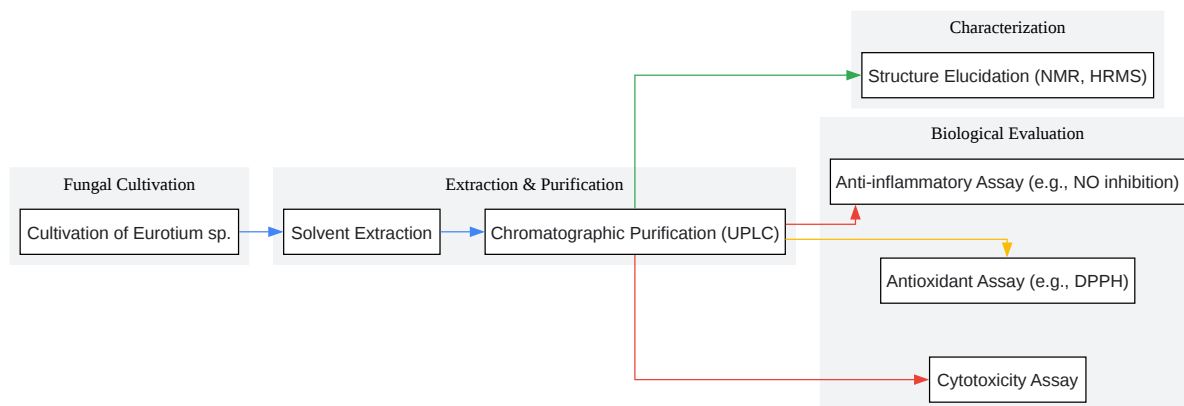 Characterization
Structure Elucidation (NMR, HRMS)
Biological Evaluation
Fungal Cultivation
Extraction & Purification
Anti-inflammatory Assay (e.g., NO inhibition)
Cultivation of Eurotium sp.
Solvent Extraction
Chromatographic Purification (UPLC)
Antioxidant Assay (e.g., DPPH)
Cytotoxicity Assay